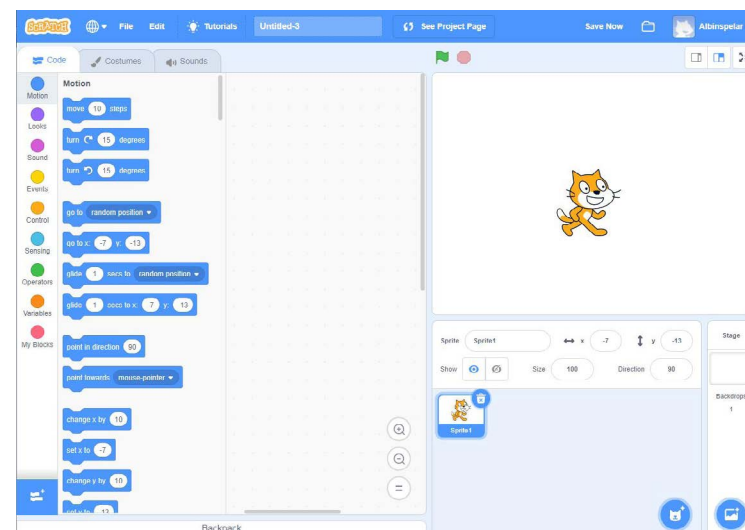 SCRATCH File Edit Tutorials Untitled-3 See Project Page Save Now Albinspelar
Code Costumes Sounds
Motion
Looks
Sound
Events
Control
Sensing
Operators
Variables
My Blocks
Motion
move 10 steps
turn 15 degrees
turn 15 degrees
go to random position
go to x: -7 y: -13
glide 1 secs to random position
glide 1 secs to x: -7 y: -13
point in direction 90
point towards mouse-pointer
change x by 10
set x to -7
change y by 10
set y to -13
Backpack
Sprite Sprite1 x -7 y -13
Show Size 100 Direction 90
Sprite1
Stage
Backdrops
1